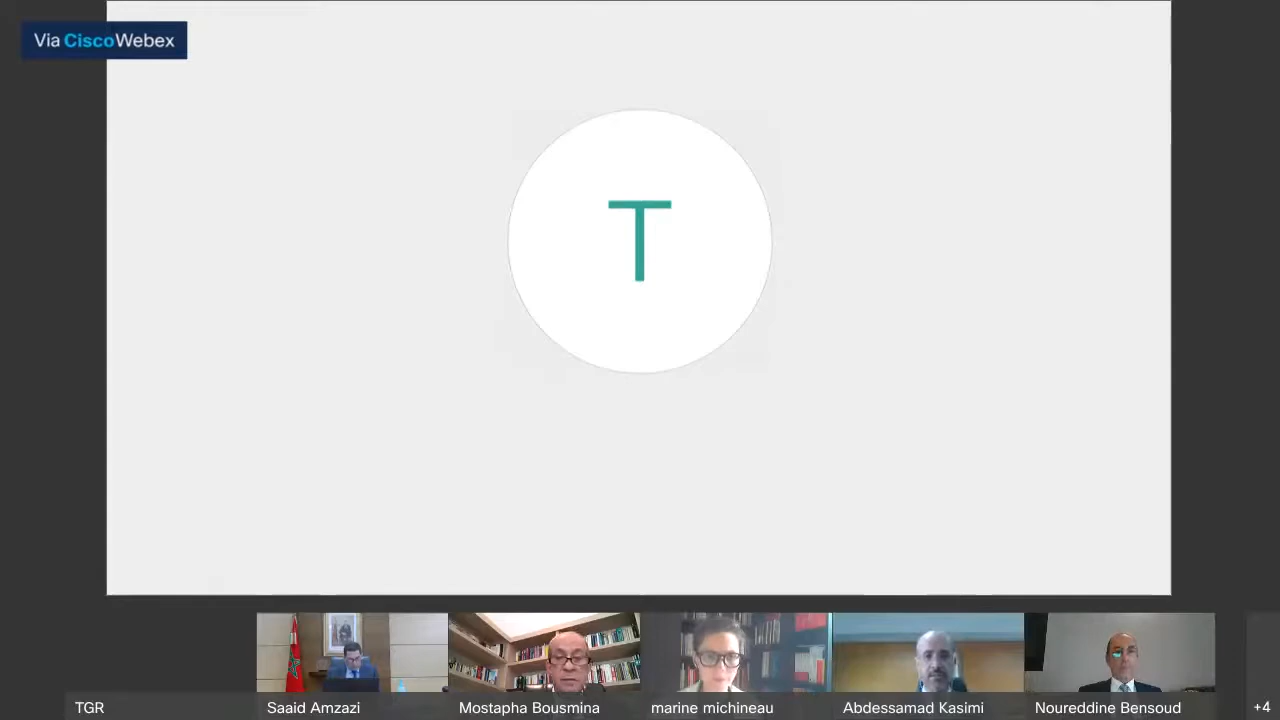 Via CiscoWebex
T
TGR
Saaid Amzazi
Mostapha Bousmina
marine michineau
Abdessamad Kasimi
Noureddine Bensoud
+4